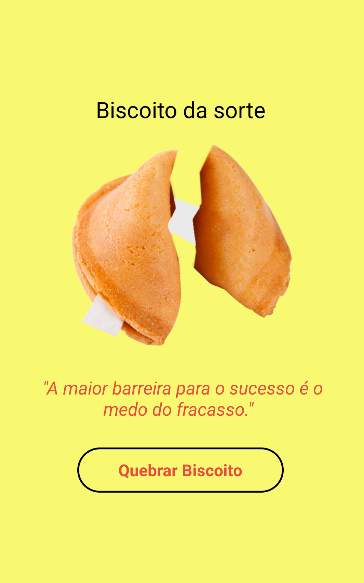 Biscoito da sorte
"A maior barreira para o sucesso é o
medo do fracasso."
Quebrar Biscoito